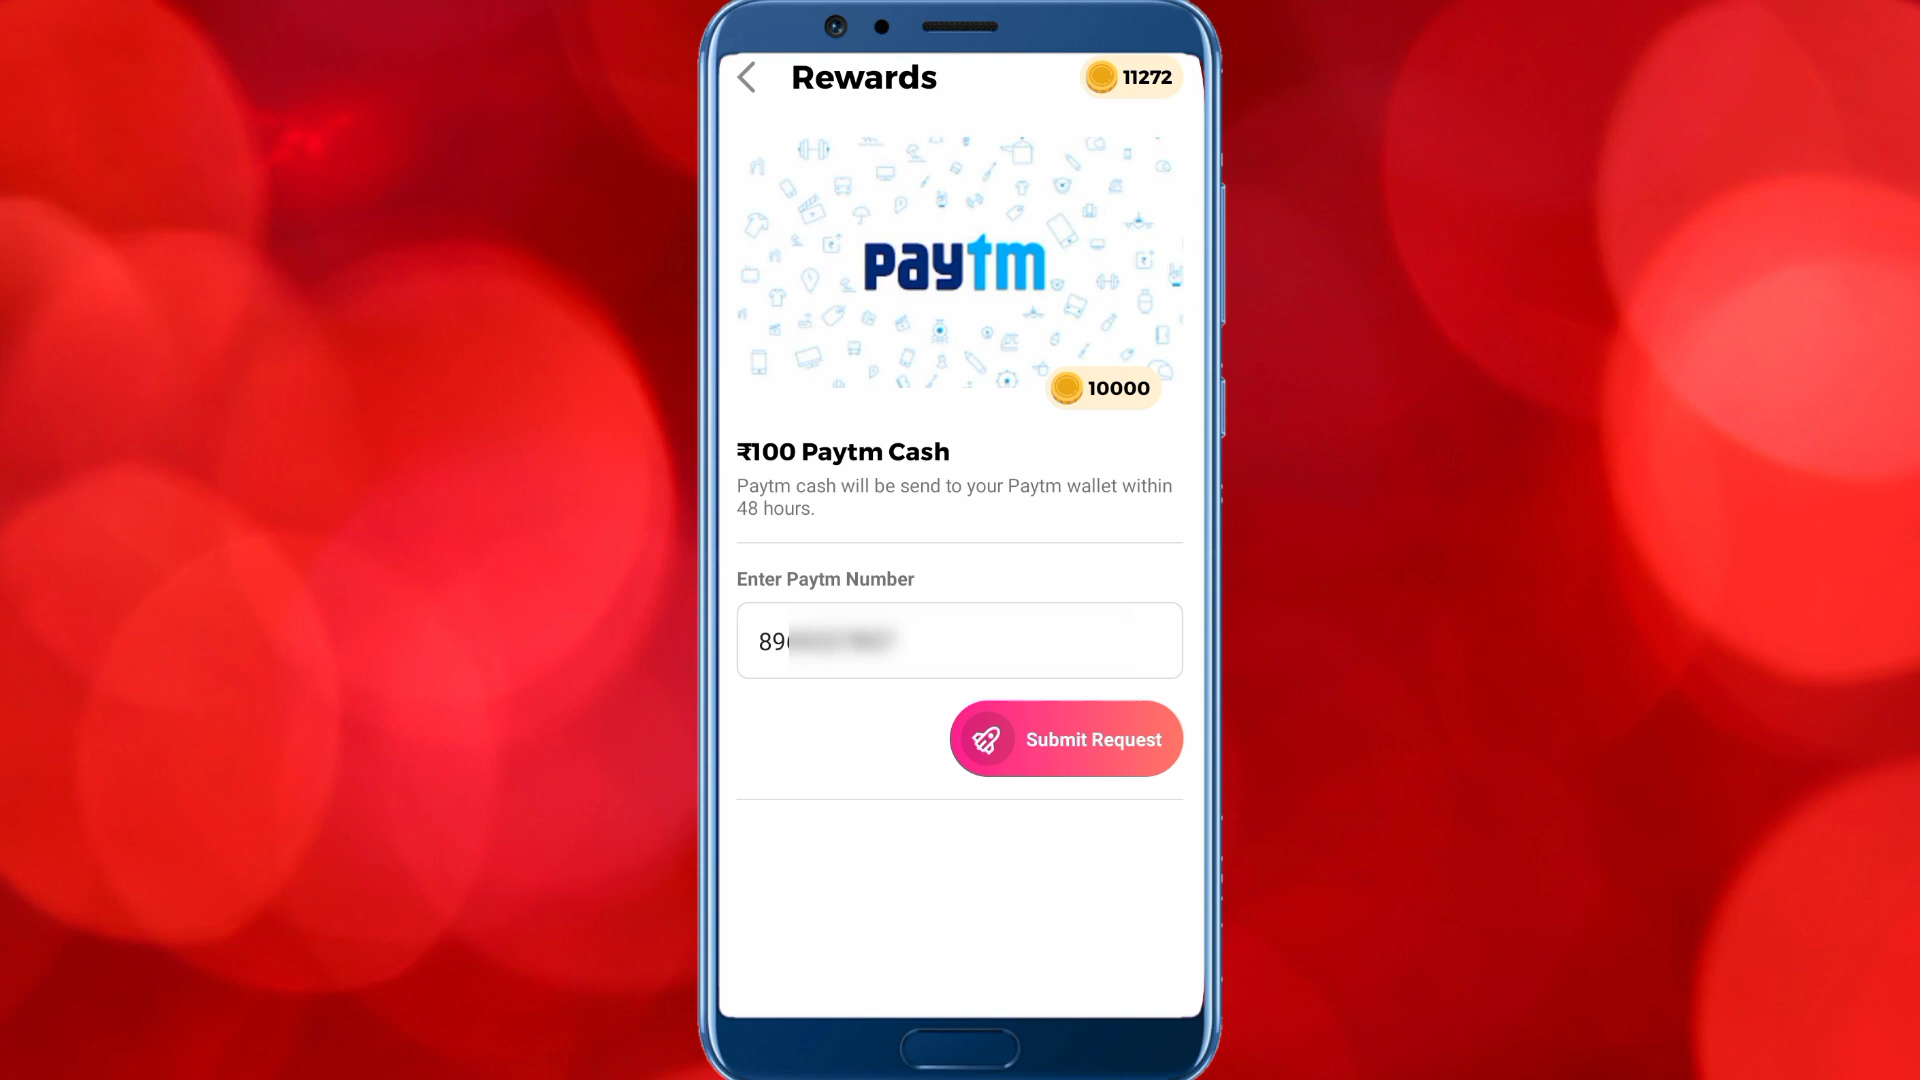 Rewards
11272
paytm
10000
₹100 Paytm Cash
Paytm cash will be send to your Paytm wallet within
48 hours.
Enter Paytm Number
89
Submit Request